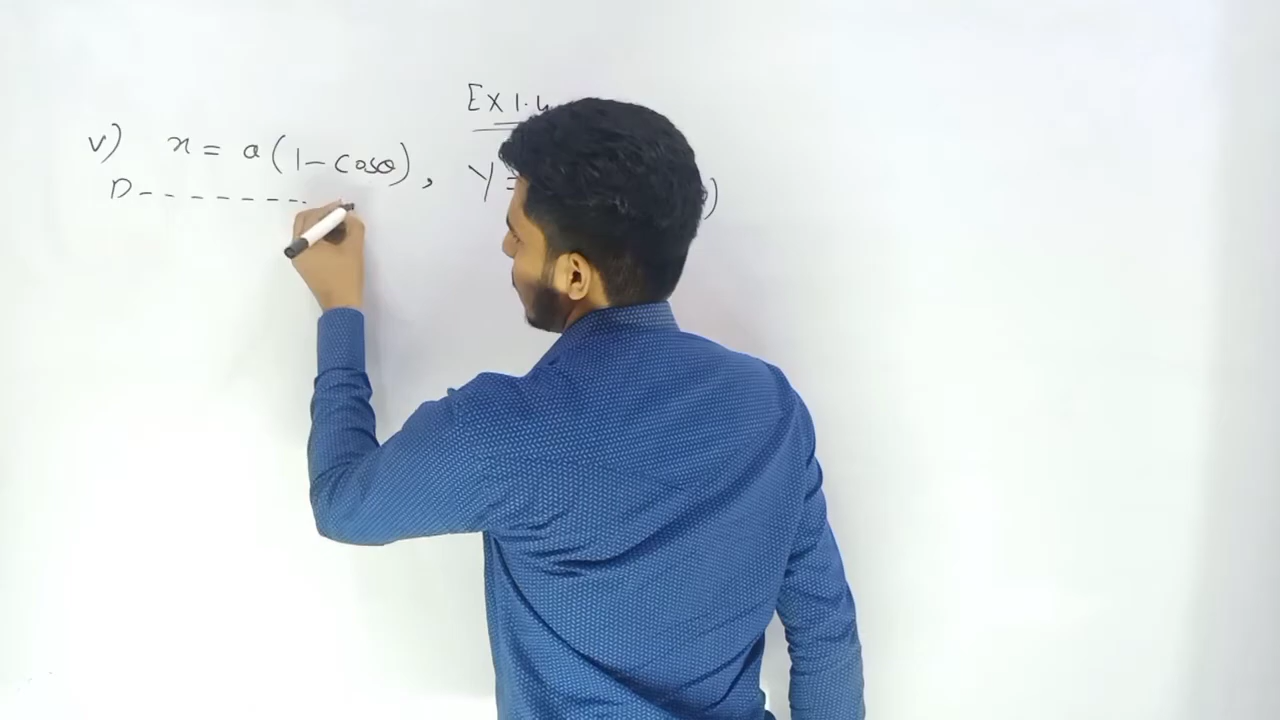 Ex 1.4
v) x = a(1-cosθ), y = )
D - - - - - - -